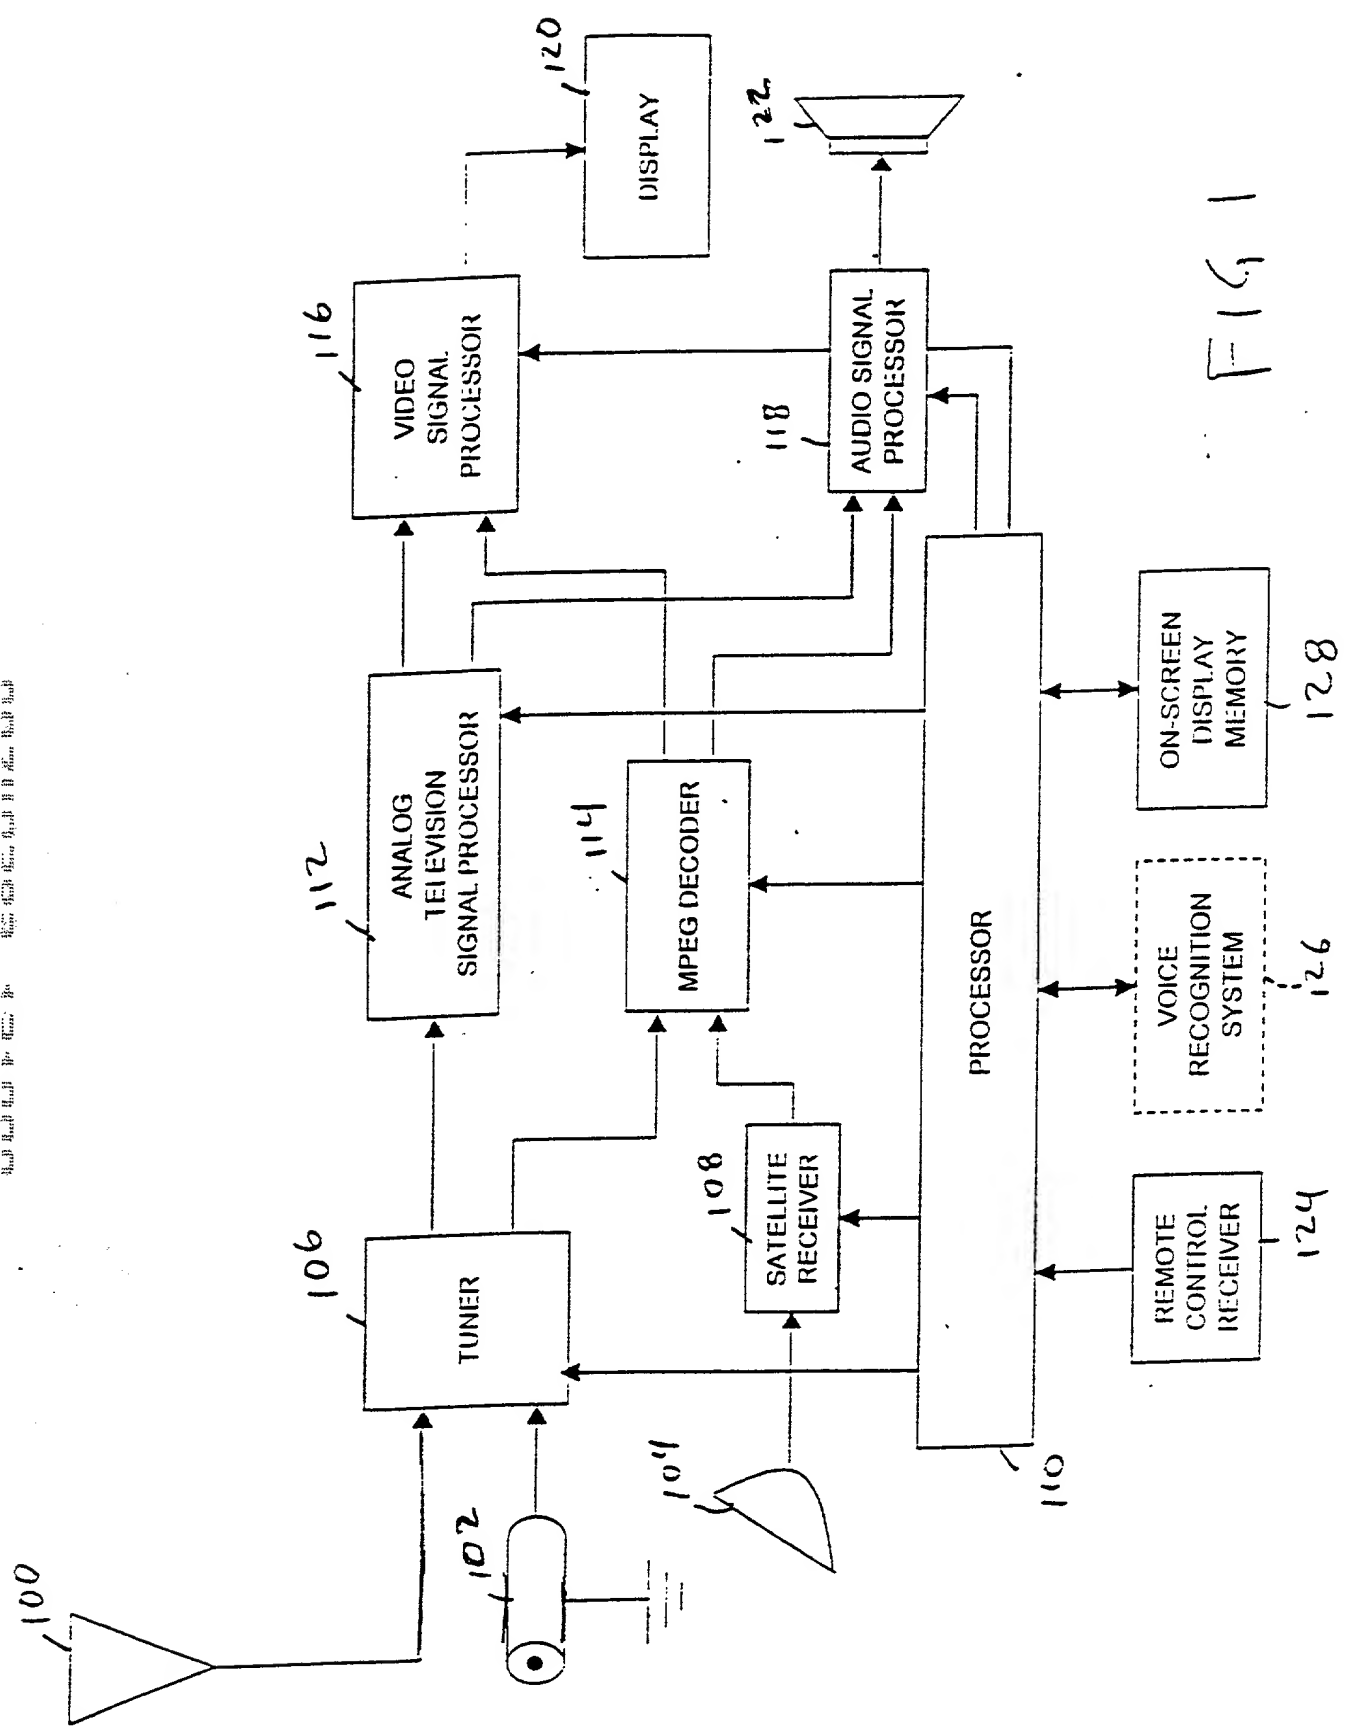 100
102
104
106
TUNER
108
SATELLITE
RECEIVER
110
PROCESSOR
112
ANALOG
TELEVISION
SIGNAL PROCESSOR
114
MPEG DECODER
116
VIDEO
SIGNAL
PROCESSOR
118
AUDIO SIGNAL
PROCESSOR
120
DISPLAY
122
REMOTE
CONTROL
RECEIVER
124
VOICE
RECOGNITION
SYSTEM
126
ON-SCREEN
DISPLAY
MEMORY
128
FIG 1